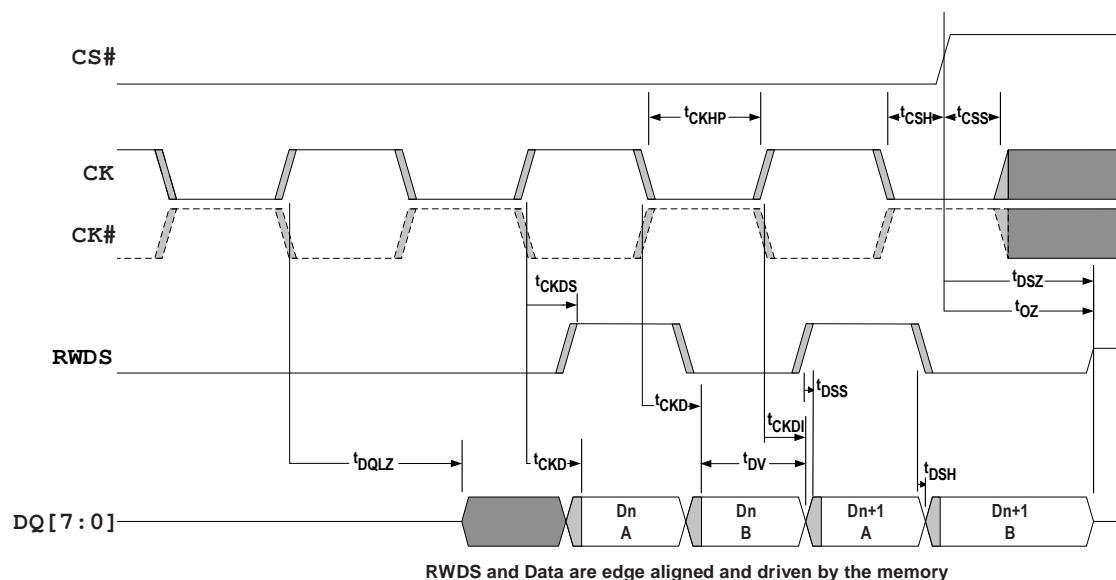 CS#
tCKHP
tCSH
tCSS
CK
CK#
tCKDS
tDSZ
tOZ
RWDS
tDSS
tCKD
tCKDI
tDQLZ
tCKD
tDV
tDSH
DQ[7:0]
Dn
A
Dn
B
Dn+1
A
Dn+1
B
RWDS and Data are edge aligned and driven by the memory